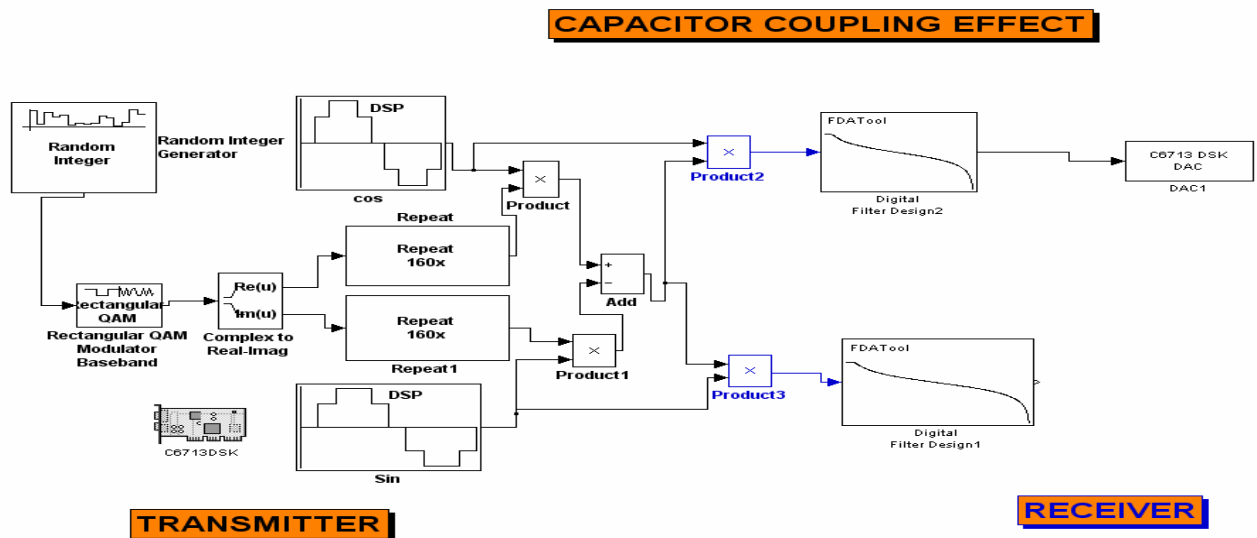 CAPACITOR COUPLING EFFECT
Random
Integer
Random Integer
Generator
DSP
cos
×
Product
×
Product2
FDATool
Digital
Filter Design2
C6713 DSK
DAC
DAC1
Rectangular
QAM
Rectangular QAM
Modulator
Baseband
Re(u)
Im(u)
Complex to
Real-Imag
Repeat
Repeat
160x
Repeat
160x
Repeat1
+
−
Add
×
Product1
×
Product3
FDATool
Digital
Filter Design1
DSP
Sin
C6713DSK
TRANSMITTER
RECEIVER